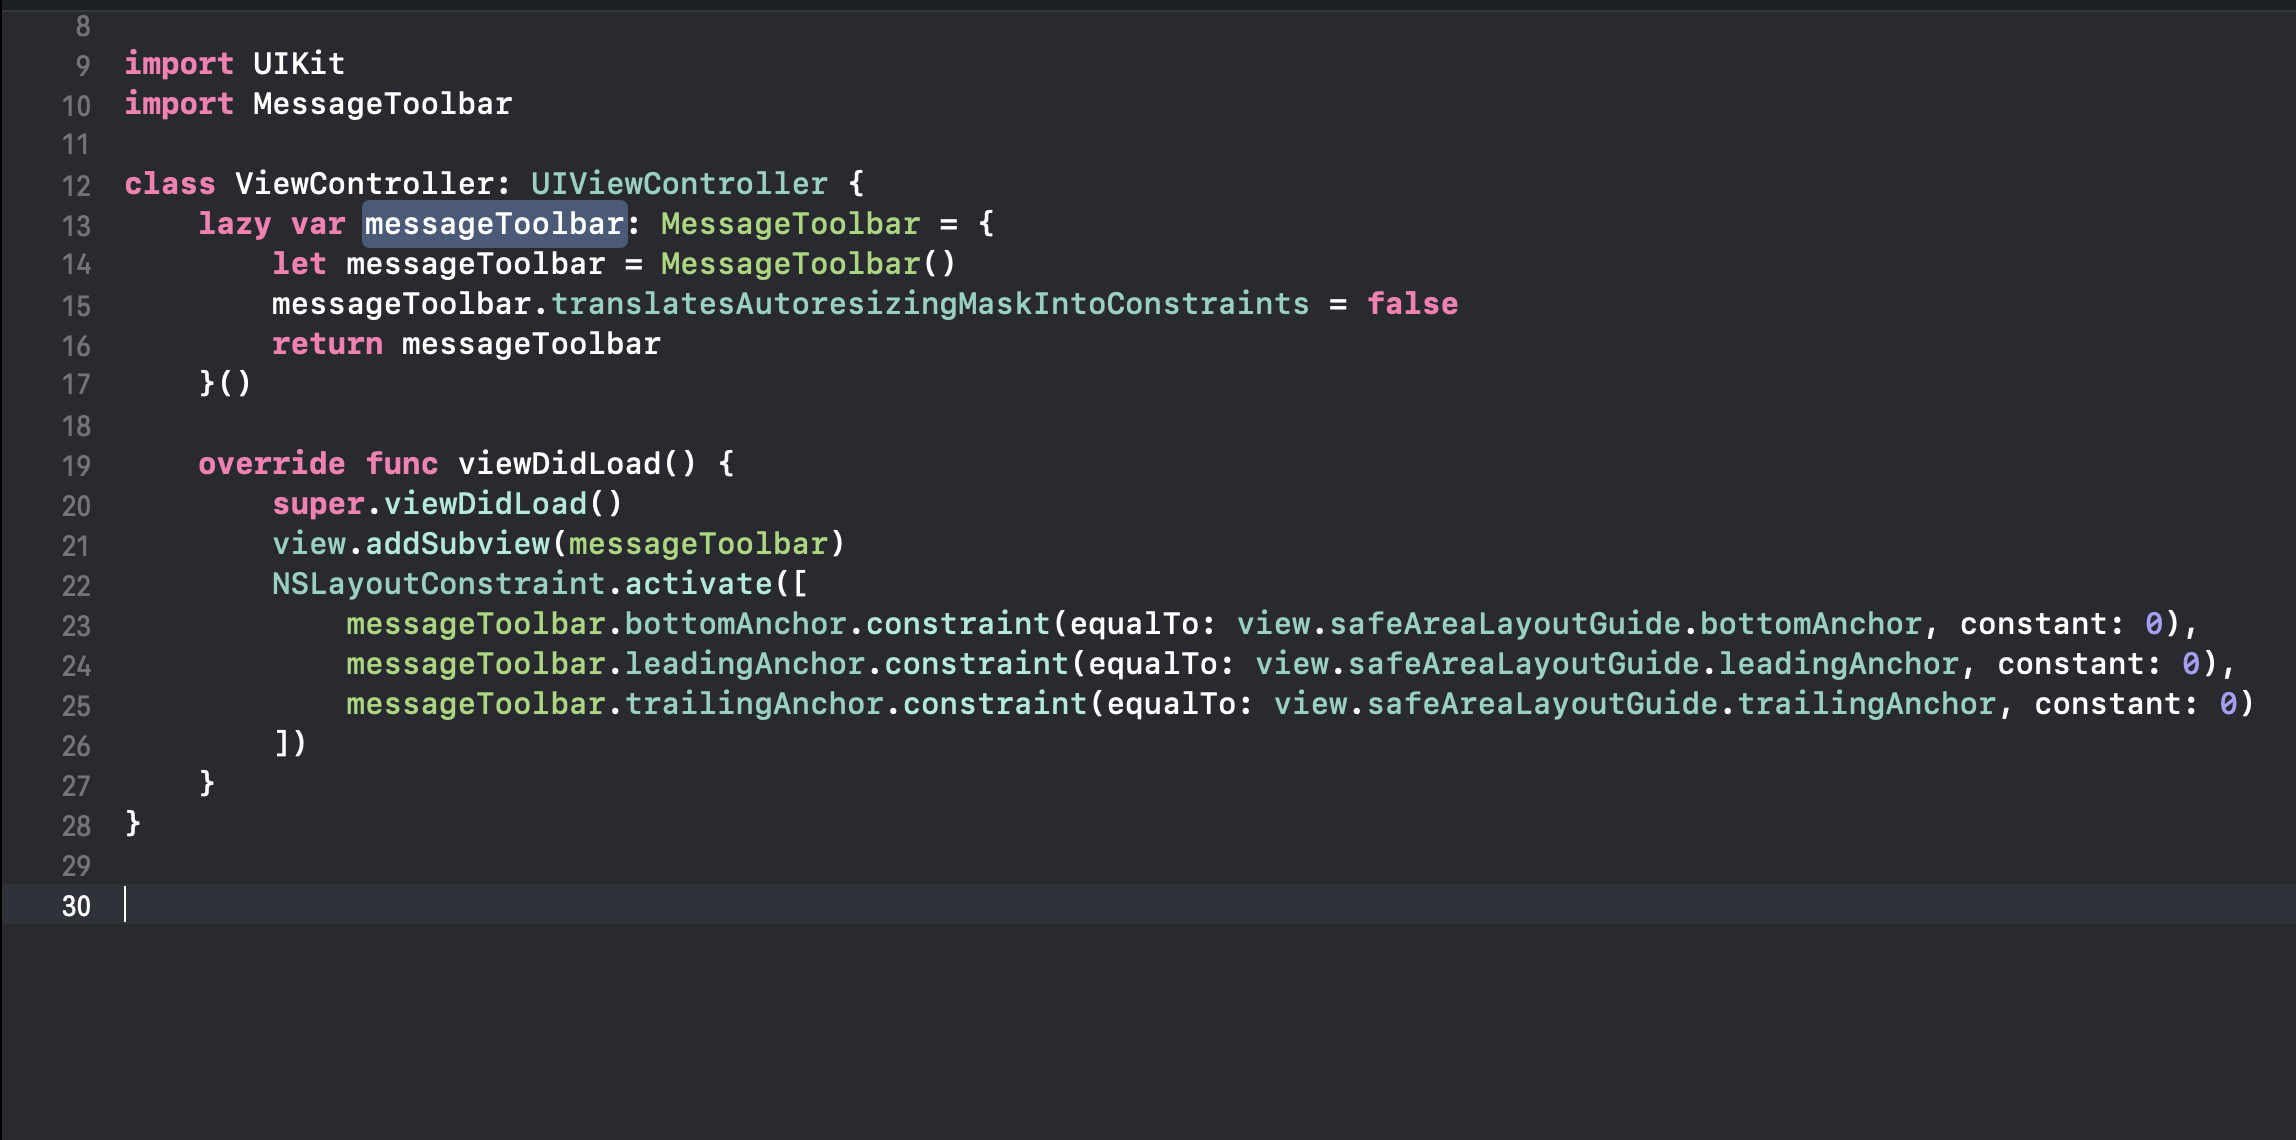 8
9 import UIKit
10 import MessageToolbar
11
12 class ViewController: UIViewController {
13     lazy var messageToolbar: MessageToolbar = {
14         let messageToolbar = MessageToolbar()
15         messageToolbar.translatesAutoresizingMaskIntoConstraints = false
16         return messageToolbar
17     }()
18
19     override func viewDidLoad() {
20         super.viewDidLoad()
21         view.addSubview(messageToolbar)
22         NSLayoutConstraint.activate([
23             messageToolbar.bottomAnchor.constraint(equalTo: view.safeAreaLayoutGuide.bottomAnchor, constant: 0),
24             messageToolbar.leadingAnchor.constraint(equalTo: view.safeAreaLayoutGuide.leadingAnchor, constant: 0),
25             messageToolbar.trailingAnchor.constraint(equalTo: view.safeAreaLayoutGuide.trailingAnchor, constant: 0)
26         ])
27     }
28 }
29
30